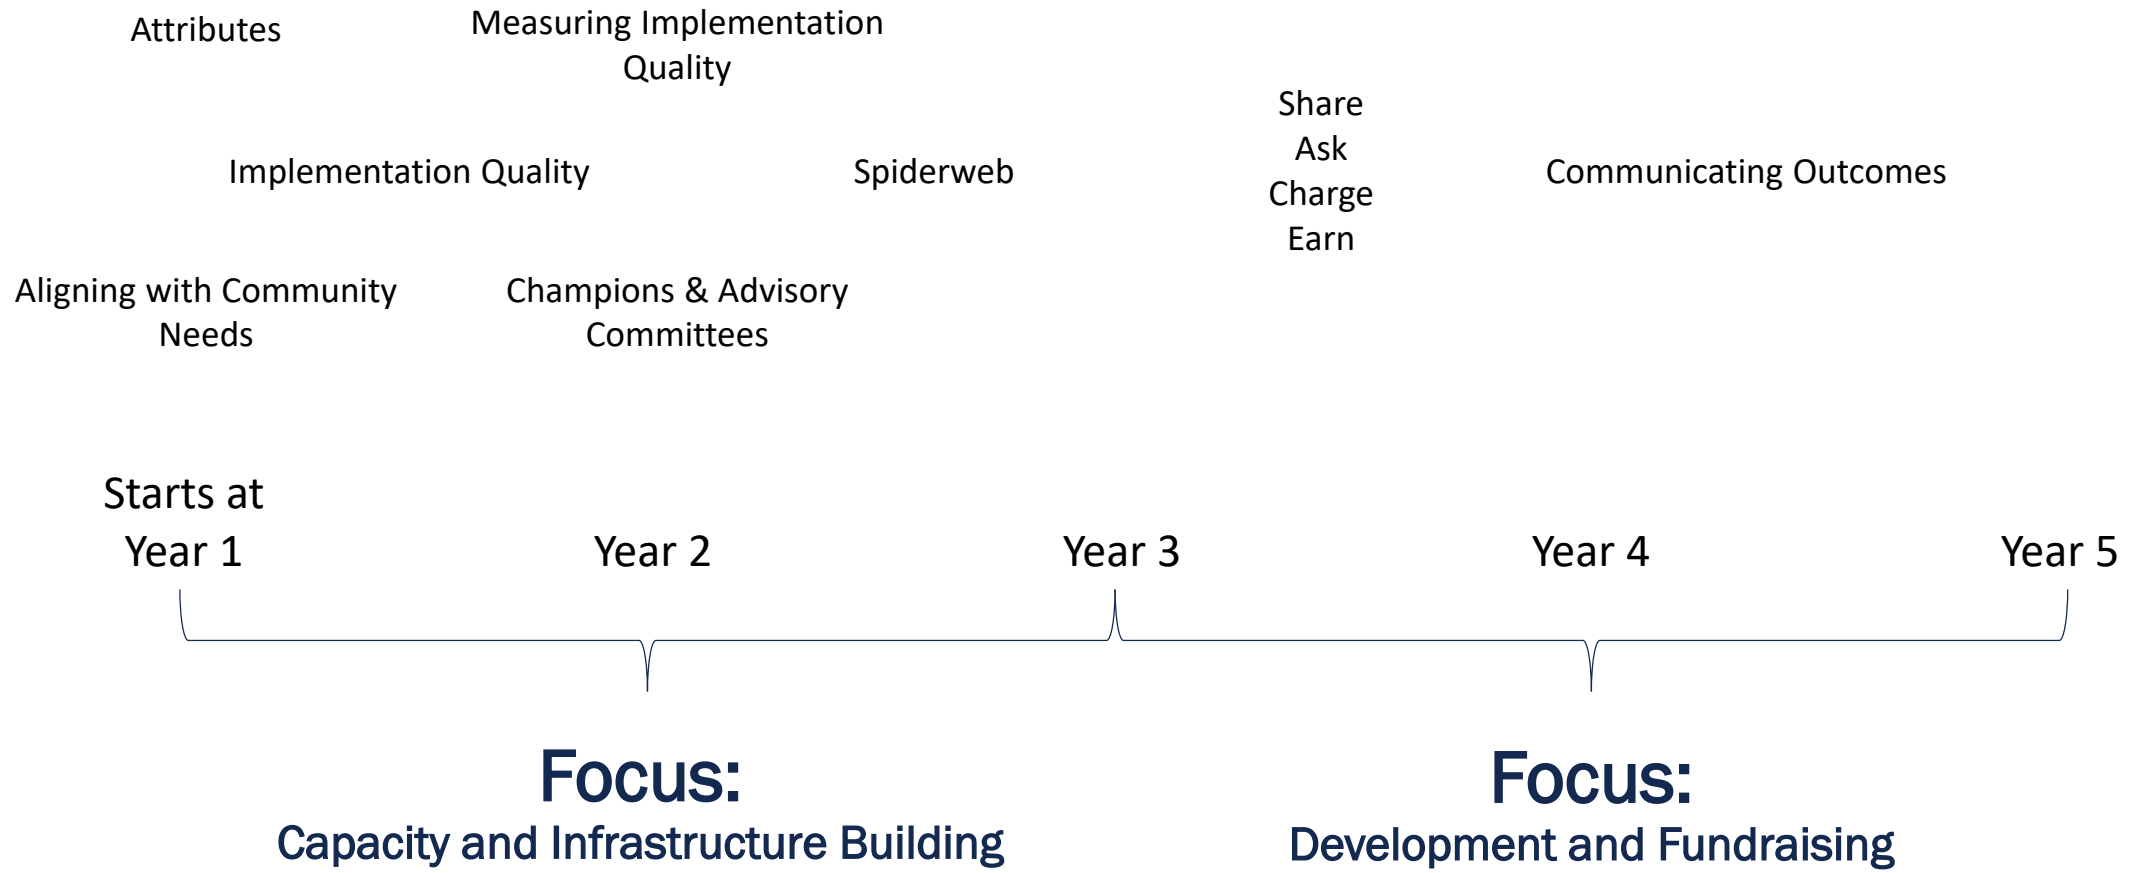 Attributes
Measuring Implementation
Quality
Implementation Quality
Spiderweb
Share
Ask
Charge
Earn
Communicating Outcomes
Aligning with Community
Needs
Champions & Advisory
Committees
Starts at
Year 1
Year 2
Year 3
Year 4
Year 5
Focus:
Capacity and Infrastructure Building
Focus:
Development and Fundraising